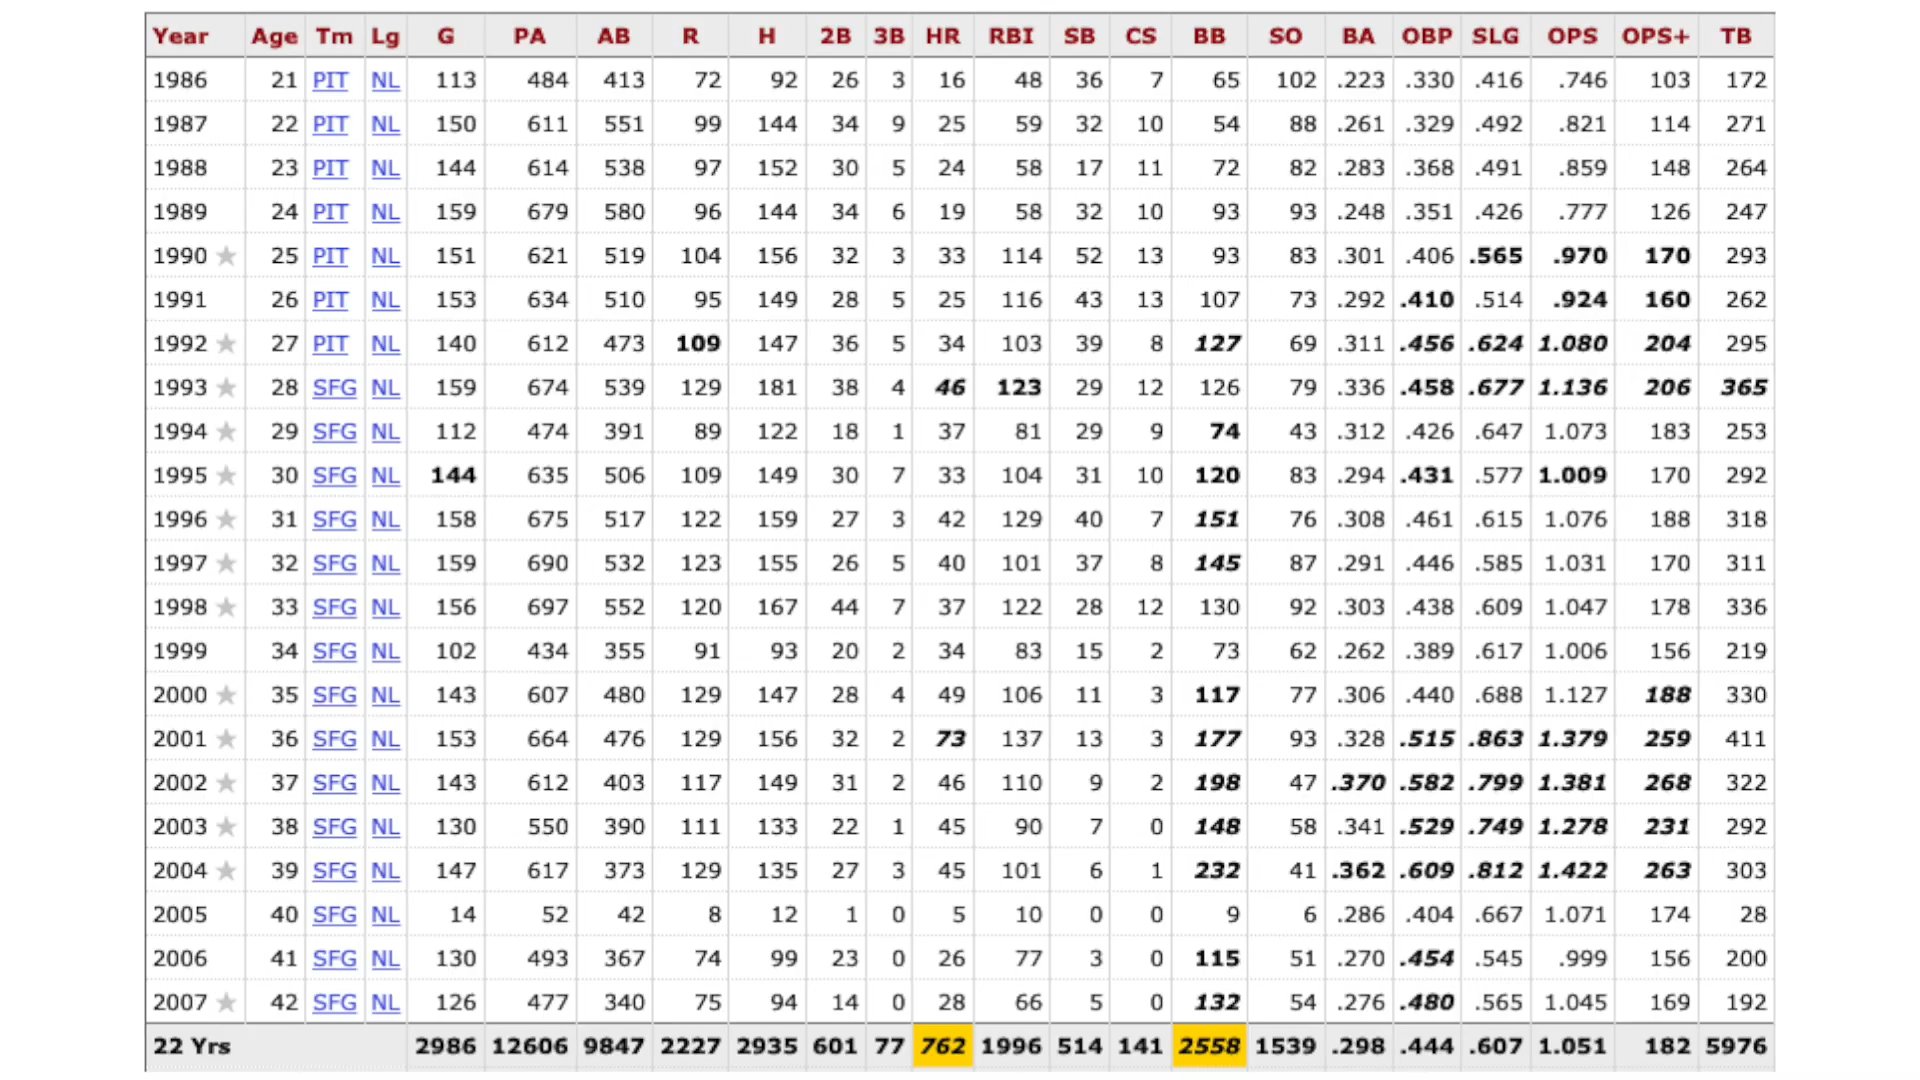 Year Age Tm Lg G PA AB R H 2B 3B HR RBI SB CS BB SO BA OBP SLG OPS OPS+ TB
1986 21 PIT NL 113 484 413 72 92 26 3 16 48 36 7 65 102 .223 .330 .416 .746 103 172
1987 22 PIT NL 150 611 551 99 144 34 9 25 59 32 10 54 88 .261 .329 .492 .821 114 271
1988 23 PIT NL 144 614 538 97 152 30 5 24 58 17 11 72 82 .283 .368 .491 .859 148 264
1989 24 PIT NL 159 679 580 96 144 34 6 19 58 32 10 93 93 .248 .351 .426 .777 126 247
1990 ★ 25 PIT NL 151 621 519 104 156 32 3 33 114 52 13 93 83 .301 .406 .565 .970 170 293
1991 26 PIT NL 153 634 510 95 149 28 5 25 116 43 13 107 73 .292 .410 .514 .924 160 262
1992 ★ 27 PIT NL 140 612 473 109 147 36 5 34 103 39 8 127 69 .311 .456 .624 1.080 204 295
1993 ★ 28 SFG NL 159 674 539 129 181 38 4 46 123 29 12 126 79 .336 .458 .677 1.136 206 365
1994 ★ 29 SFG NL 112 474 391 89 122 18 1 37 81 29 9 74 43 .312 .426 .647 1.073 183 253
1995 ★ 30 SFG NL 144 635 506 109 149 30 7 33 104 31 10 120 83 .294 .431 .577 1.009 170 292
1996 ★ 31 SFG NL 158 675 517 122 159 27 3 42 129 40 7 151 76 .308 .461 .615 1.076 188 318
1997 ★ 32 SFG NL 159 690 532 123 155 26 5 40 101 37 8 145 87 .291 .446 .585 1.031 170 311
1998 ★ 33 SFG NL 156 697 552 120 167 44 7 37 122 28 12 130 92 .303 .438 .609 1.047 178 336
1999 34 SFG NL 102 434 355 91 93 20 2 34 83 15 2 73 62 .262 .389 .617 1.006 156 219
2000 ★ 35 SFG NL 143 607 480 129 147 28 4 49 106 11 3 117 77 .306 .440 .688 1.127 188 330
2001 ★ 36 SFG NL 153 664 476 129 156 32 2 73 137 13 3 177 93 .328 .515 .863 1.379 259 411
2002 ★ 37 SFG NL 143 612 403 117 149 31 2 46 110 9 2 198 47 .370 .582 .799 1.381 268 322
2003 ★ 38 SFG NL 130 550 390 111 133 22 1 45 90 7 0 148 58 .341 .529 .749 1.278 231 292
2004 ★ 39 SFG NL 147 617 373 129 135 27 3 45 101 6 1 232 41 .362 .609 .812 1.422 263 303
2005 40 SFG NL 14 52 42 8 12 1 0 5 10 0 0 9 6 .286 .404 .667 1.071 174 28
2006 41 SFG NL 130 493 367 74 99 23 0 26 77 3 0 115 51 .270 .454 .545 .999 156 200
2007 ★ 42 SFG NL 126 477 340 75 94 14 0 28 66 5 0 132 54 .276 .480 .565 1.045 169 192
22 Yrs 2986 12606 9847 2227 2935 601 77 762 1996 514 141 2558 1539 .298 .444 .607 1.051 182 5976